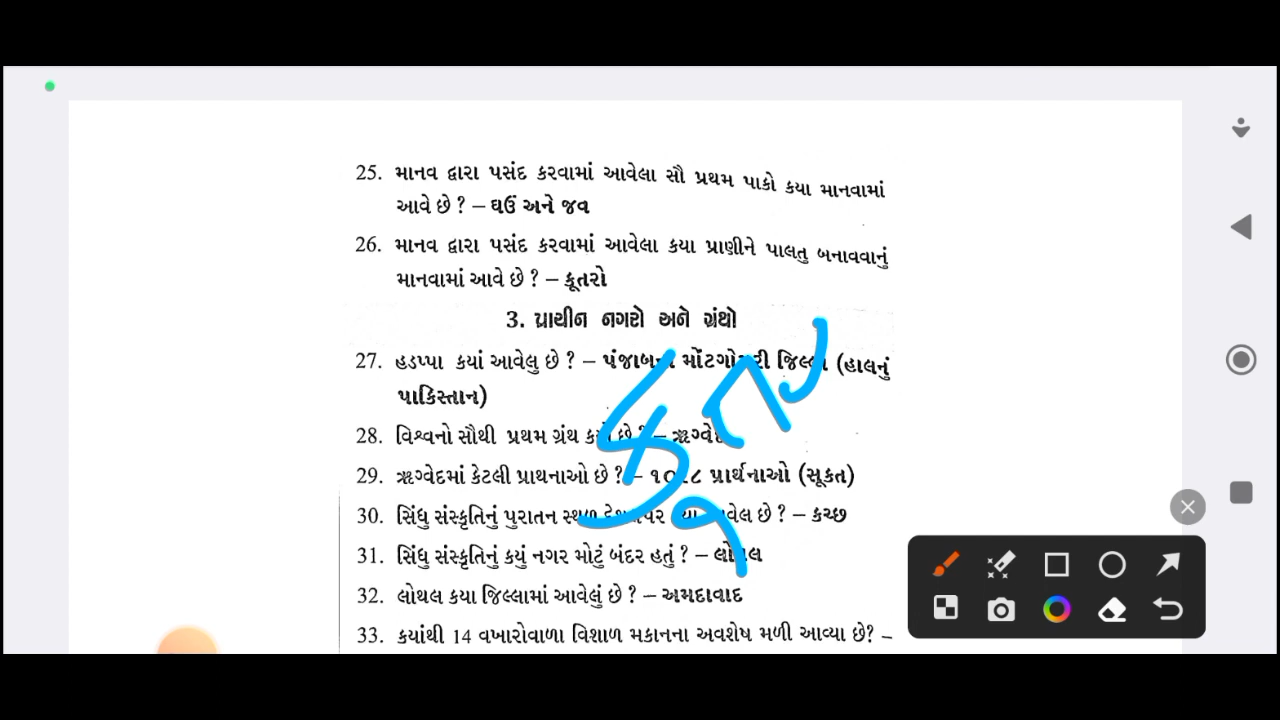 25. માનવ દ્વારા પસંદ કરવામાં આવેલા સૌ પ્રથમ પાકો કયા માનવામાં
આવે છે ? – ઘઉં અને જવ
26. માનવ દ્વારા પસંદ કરવામાં આવેલા કયા પ્રાણીને પાલતુ બનાવવાનું
માનવામાં આવે છે ? – કૂતરો
3. પ્રાચીન નગરો અને ગ્રંથો
27. હડપ્પા કયાં આવેલુ છે ? – જિલ્લા (હાલનું
પાકિસ્તાન)
28. વિશ્વનો સૌથી પ્રથમ ગ્રંથ છે ? – ઋગ્વેદ
29. ઋગ્વેદમાં કેટલી પ્રાથનાઓ છે ? – પ્રાર્થનાઓ (સૂકત)
30. સિંધુ સંસ્કૃતિનું પુરાતન છે ? – કચ્છ
31. સિંધુ સંસ્કૃતિનું કયું નગર મોટું બંદર હતું ? – લોથલ
32. લોથલ કયા જિલ્લામાં આવેલું છે ? – અમદાવાદ
33. કયાંથી 14 વખારોવાળા વિશાળ મકાનના અવશેષ મળી આવ્યા છે? –